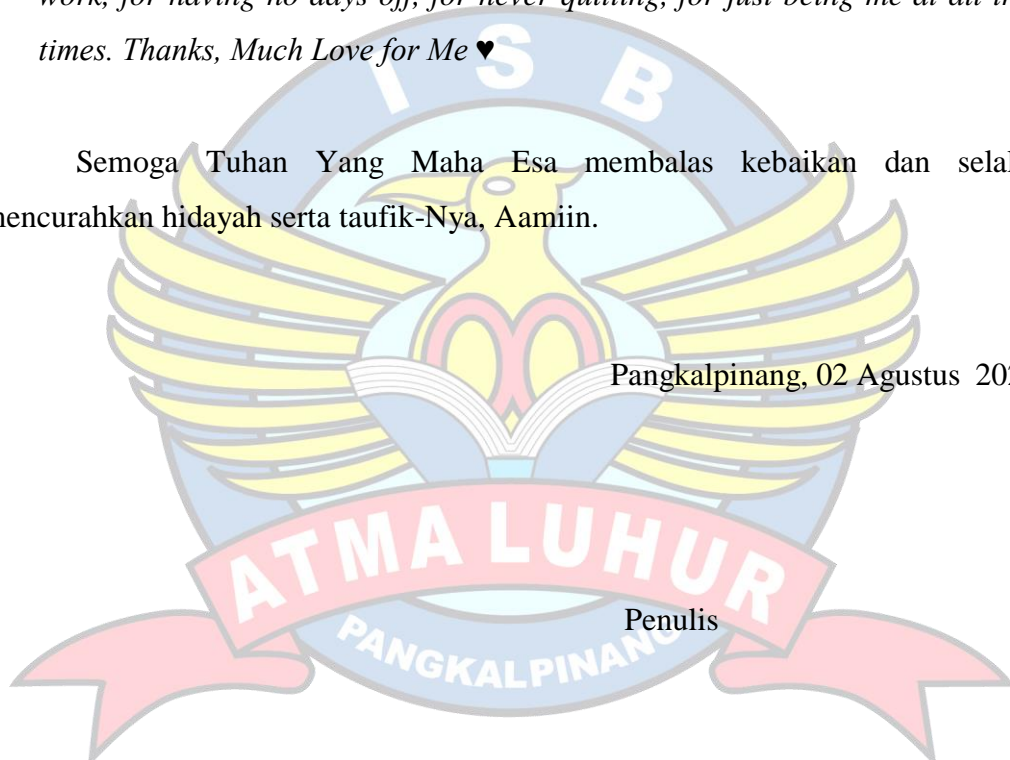 work, for having no days off, for never quitting, for just being me at all
times. Thanks, Much Love for Me ♥
I S B
Semoga Tuhan Yang Maha Esa membalas kebaikan dan
mencurahkan hidayah serta taufik-Nya, Aamiin.
Pangkalpinang, 02 Agustus
ATMA LUHUR
Penulis
PANGKALPINANG